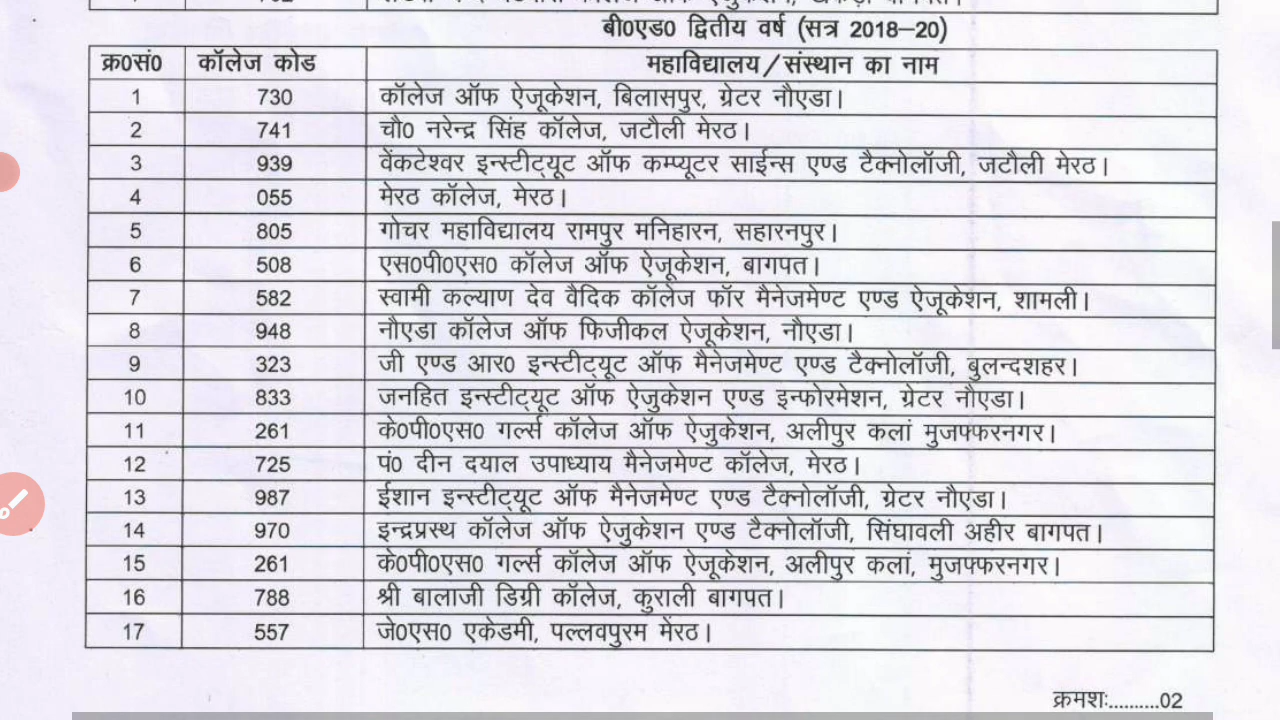 बी0एड0 द्वितीय वर्ष (सत्र 2018–20)
क्र0सं0 कॉलेज कोड महाविद्यालय/संस्थान का नाम
1 730 कॉलेज ऑफ ऐजूकेशन, बिलासपुर, ग्रेटर नौएडा।
2 741 चौ0 नरेन्द्र सिंह कॉलेज, जटौली मेरठ।
3 939 वेंकटेश्वर इन्स्टीट्यूट ऑफ कम्प्यूटर साईन्स एण्ड टैक्नोलॉजी, जटौली मेरठ।
4 055 मेरठ कॉलेज, मेरठ।
5 805 गोचर महाविद्यालय रामपुर मनिहारन, सहारनपुर।
6 508 एस0पी0एस0 कॉलेज ऑफ ऐजूकेशन, बागपत।
7 582 स्वामी कल्याण देव वैदिक कॉलेज फॉर मैनेजमेण्ट एण्ड ऐजूकेशन, शामली।
8 948 नौएडा कॉलेज ऑफ फिजीकल ऐजूकेशन, नौएडा।
9 323 जी एण्ड आर0 इन्स्टीट्यूट ऑफ मैनेजमेण्ट एण्ड टैक्नोलॉजी, बुलन्दशहर।
10 833 जनहित इन्स्टीट्यूट ऑफ ऐजुकेशन एण्ड इन्फोरमेशन, ग्रेटर नौएडा।
11 261 के0पी0एस0 गर्ल्स कॉलेज ऑफ ऐजुकेशन, अलीपुर कलां मुजफ्फरनगर।
12 725 पं0 दीन दयाल उपाध्याय मैनेजमेण्ट कॉलेज, मेरठ।
13 987 ईशान इन्स्टीट्यूट ऑफ मैनेजमेण्ट एण्ड टैक्नोलॉजी, ग्रेटर नौएडा।
14 970 इन्द्रप्रस्थ कॉलेज ऑफ ऐजुकेशन एण्ड टैक्नोलॉजी, सिंघावली अहीर बागपत।
15 261 के0पी0एस0 गर्ल्स कॉलेज ऑफ ऐजूकेशन, अलीपुर कलां, मुजफ्फरनगर।
16 788 श्री बालाजी डिग्री कॉलेज, कुराली बागपत।
17 557 जे0एस0 एकेडमी, पल्लवपुरम मेरठ।
क्रमशः..........02